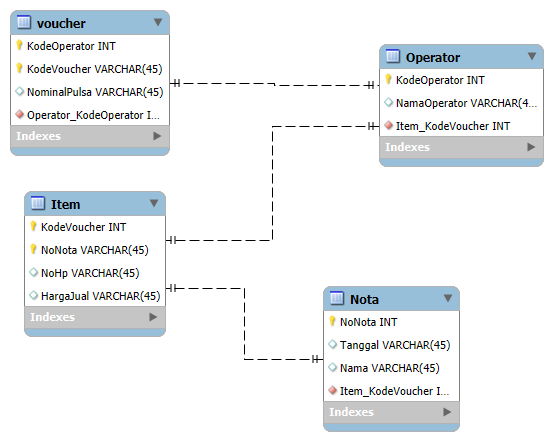 voucher
KodeOperator INT
KodeVoucher VARCHAR(45)
NominalPulsa VARCHAR(45)
Operator_KodeOperator I...
Indexes
Operator
KodeOperator INT
NamaOperator VARCHAR(4...
Item_KodeVoucher INT
Indexes
Item
KodeVoucher INT
NoNota VARCHAR(45)
NoHp VARCHAR(45)
HargaJual VARCHAR(45)
Indexes
Nota
NoNota INT
Tanggal VARCHAR(45)
Nama VARCHAR(45)
Item_KodeVoucher I...
Indexes